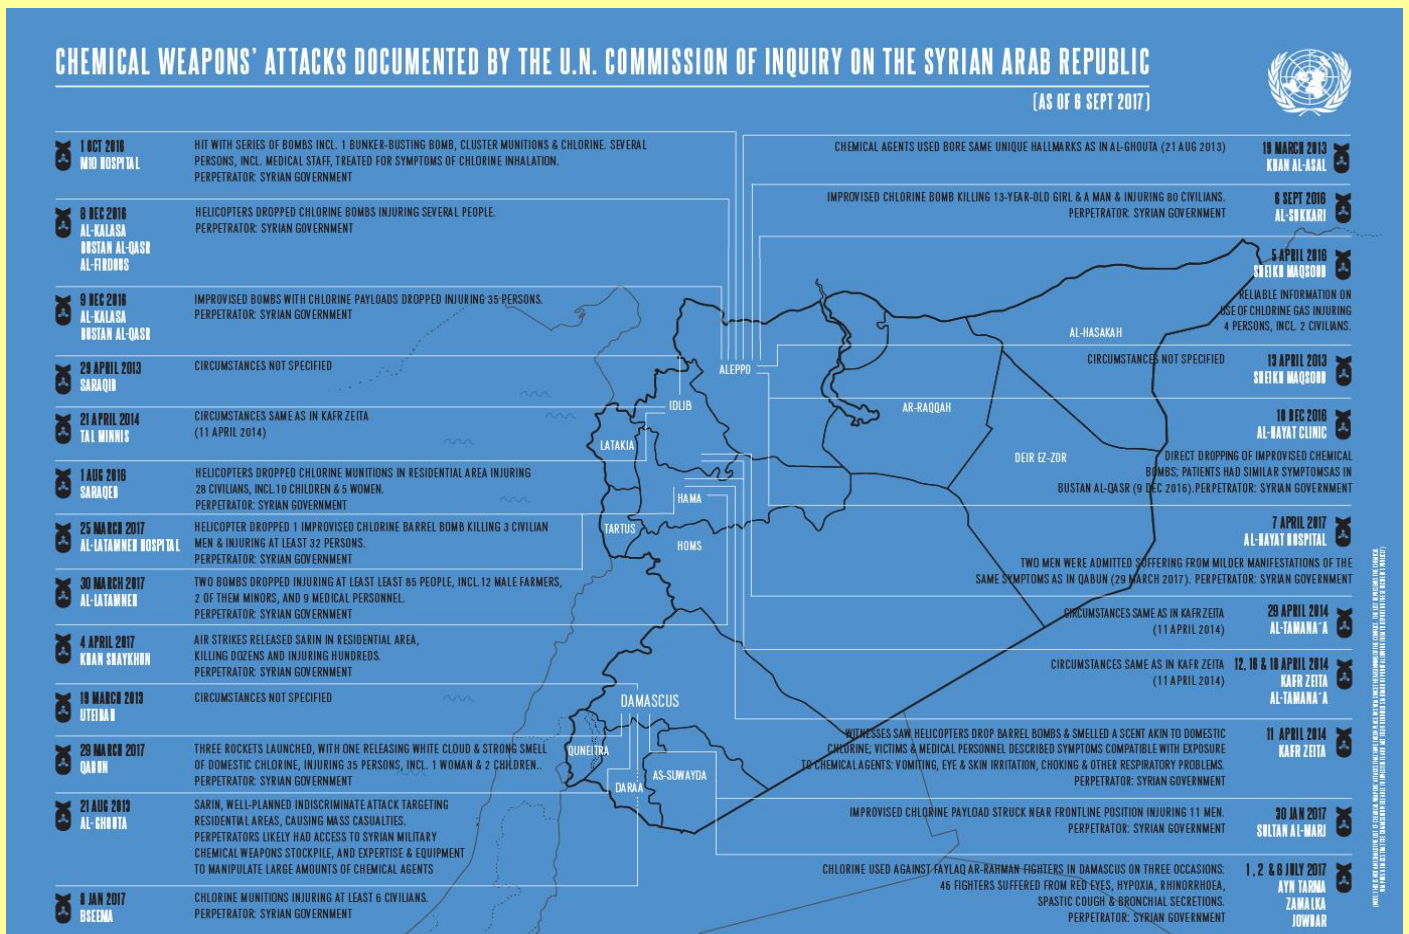 CHEMICAL WEAPONS' ATTACKS DOCUMENTED BY THE U.N. COMMISSION OF INQUIRY ON THE SYRIAN ARAB REPUBLIC
(AS OF 6 SEPT 2017)
1 OCT 2016
M10 HOSPITAL
HIT WITH SERIES OF BOMBS INCL. 1 BUNKER-BUSTING BOMB, CLUSTER MUNITIONS & CHLORINE. SEVERAL
PERSONS, INCL. MEDICAL STAFF, TREATED FOR SYMPTOMS OF CHLORINE INHALATION.
PERPETRATOR: SYRIAN GOVERNMENT
8 DEC 2016
AL-KALASA
BUSTAN AL-QASR
AL-FIRDOUS
HELICOPTERS DROPPED CHLORINE BOMBS INJURING SEVERAL PEOPLE.
PERPETRATOR: SYRIAN GOVERNMENT
9 DEC 2016
AL-KALASA
BUSTAN AL-QASR
IMPROVISED BOMBS WITH CHLORINE PAYLOADS DROPPED INJURING 35 PERSONS.
PERPETRATOR: SYRIAN GOVERNMENT
29 APRIL 2013
SARAQIB
CIRCUMSTANCES NOT SPECIFIED
21 APRIL 2014
TAL MINNIS
CIRCUMSTANCES SAME AS IN KAFR ZEITA
(11 APRIL 2014)
1 AUG 2016
SARAQEB
HELICOPTERS DROPPED CHLORINE MUNITIONS IN RESIDENTIAL AREA INJURING
28 CIVILIANS, INCL.10 CHILDREN & 5 WOMEN.
PERPETRATOR: SYRIAN GOVERNMENT
25 MARCH 2017
AL-LATAMNEH HOSPITAL
HELICOPTER DROPPED 1 IMPROVISED CHLORINE BARREL BOMB KILLING 3 CIVILIAN
MEN & INJURING AT LEAST 32 PERSONS.
PERPETRATOR: SYRIAN GOVERNMENT
30 MARCH 2017
AL-LATAMNEH
TWO BOMBS DROPPED INJURING AT LEAST LEAST 85 PEOPLE, INCL. 12 MALE FARMERS,
2 OF THEM MINORS, AND 9 MEDICAL PERSONNEL.
PERPETRATOR: SYRIAN GOVERNMENT
4 APRIL 2017
KHAN SHAYKHUN
AIR STRIKES RELEASED SARIN IN RESIDENTIAL AREA,
KILLING DOZENS AND INJURING HUNDREDS.
PERPETRATOR: SYRIAN GOVERNMENT
19 MARCH 2013
UTEIBAH
CIRCUMSTANCES NOT SPECIFIED
29 MARCH 2017
QABUN
THREE ROCKETS LAUNCHED, WITH ONE RELEASING WHITE CLOUD & STRONG SMELL
OF DOMESTIC CHLORINE, INJURING 35 PERSONS, INCL. 1 WOMAN & 2 CHILDREN..
PERPETRATOR: SYRIAN GOVERNMENT
21 AUG 2013
AL-GHOUTA
SARIN, WELL-PLANNED INDISCRIMINATE ATTACK TARGETING
RESIDENTIAL AREAS, CAUSING MASS CASUALTIES.
PERPETRATORS LIKELY HAD ACCESS TO SYRIAN MILITARY
CHEMICAL WEAPONS STOCKPILE, AND EXPERTISE & EQUIPMENT
TO MANIPULATE LARGE AMOUNTS OF CHEMICAL AGENTS
8 JAN 2017
BSEEMA
CHLORINE MUNITIONS INJURING AT LEAST 6 CIVILIANS.
PERPETRATOR: SYRIAN GOVERNMENT
ALEPPO
AL-HASAKAH
IDLIB
AR-RAQQAH
LATAKIA
DEIR EZ-ZOR
HAMA
TARTUS
HOMS
DAMASCUS
QUNEITRA
AS-SUWAYDA
DARAA
CHEMICAL AGENTS USED BORE SAME UNIQUE HALLMARKS AS IN AL-GHOUTA (21 AUG 2013)
19 MARCH 2013
KHAN AL-ASAL
IMPROVISED CHLORINE BOMB KILLING 13-YEAR-OLD GIRL & A MAN & INJURING 80 CIVILIANS.
PERPETRATOR: SYRIAN GOVERNMENT
6 SEPT 2016
AL-SUKKARI
5 APRIL 2016
SHEIKH MAQSOUD
RELIABLE INFORMATION ON
USE OF CHLORINE GAS INJURING
4 PERSONS, INCL. 2 CIVILIANS.
CIRCUMSTANCES NOT SPECIFIED
13 APRIL 2013
SHEIKH MAQSOUD
10 DEC 2016
AL-HAYAT CLINIC
DIRECT DROPPING OF IMPROVISED CHEMICAL
BOMBS; PATIENTS HAD SIMILAR SYMPTOMSAS IN
BUSTAN AL-QASR (9 DEC 2016).PERPETRATOR: SYRIAN GOVERNMENT
7 APRIL 2017
AL-HAYAT HOSPITAL
TWO MEN WERE ADMITTED SUFFERING FROM MILDER MANIFESTATIONS OF THE
SAME SYMPTOMS AS IN QABUN (29 MARCH 2017). PERPETRATOR: SYRIAN GOVERNMENT
CIRCUMSTANCES SAME AS IN KAFR ZEITA
(11 APRIL 2014)
29 APRIL 2014
AL-TAMANA´A
CIRCUMSTANCES SAME AS IN KAFR ZEITA
(11 APRIL 2014)
12, 16 & 18 APRIL 2014
KAFR ZEITA
AL-TAMANA´A
WITNESSES SAW HELICOPTERS DROP BARREL BOMBS & SMELLED A SCENT AKIN TO DOMESTIC
CHLORINE; VICTIMS & MEDICAL PERSONNEL DESCRIBED SYMPTOMS COMPATIBLE WITH EXPOSURE
TO CHEMICAL AGENTS: VOMITING, EYE & SKIN IRRITATION, CHOKING & OTHER RESPIRATORY PROBLEMS.
PERPETRATOR: SYRIAN GOVERNMENT
11 APRIL 2014
KAFR ZEITA
IMPROVISED CHLORINE PAYLOAD STRUCK NEAR FRONTLINE POSITION INJURING 11 MEN.
PERPETRATOR: SYRIAN GOVERNMENT
30 JAN 2017
SULTAN AL-MARJ
CHLORINE USED AGAINST FAYLAQ AR-RAHMAN FIGHTERS IN DAMASCUS ON THREE OCCASIONS:
46 FIGHTERS SUFFERED FROM RED EYES, HYPOXIA, RHINORRHOEA,
SPASTIC COUGH & BRONCHIAL SECRETIONS.
PERPETRATOR: SYRIAN GOVERNMENT
1, 2 & 6 JULY 2017
AYN TARMA
ZAMALKA
JOWBAR